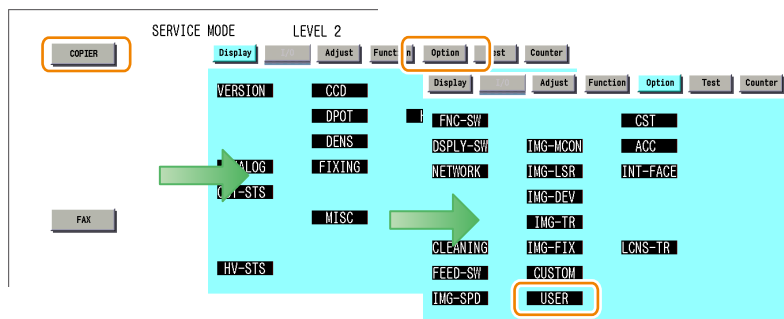 SERVICE MODE LEVEL 2
COPIER
FAX
Display I/O Adjust Function Option Test Counter
VERSION CCD
DPOT
DENS
FIXING
MISC
HV-STS
Display Adjust Function Option Test Counter
FNC-SW CST
DSPLY-SW IMG-MCON ACC
NETWORK IMG-LSR INT-FACE
IMG-DEV
IMG-TR
CLEANING IMG-FIX LCNS-TR
FEED-SW CUSTOM
IMG-SPD USER